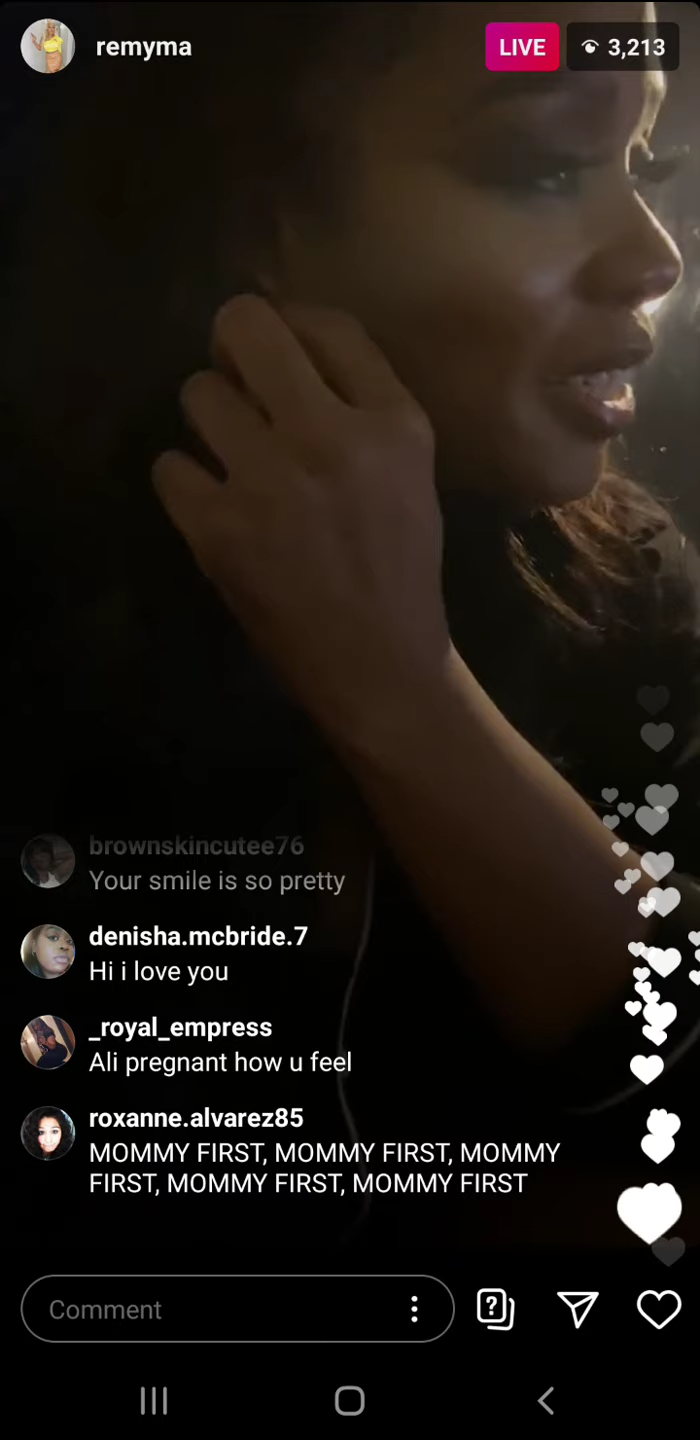 remyma
LIVE
3,213
brownskincutee76
Your smile is so pretty
denisha.mcbride.7
Hi i love you
_royal_empress
Ali pregnant how u feel
roxanne.alvarez85
MOMMY FIRST, MOMMY FIRST, MOMMY
FIRST, MOMMY FIRST, MOMMY FIRST
Comment